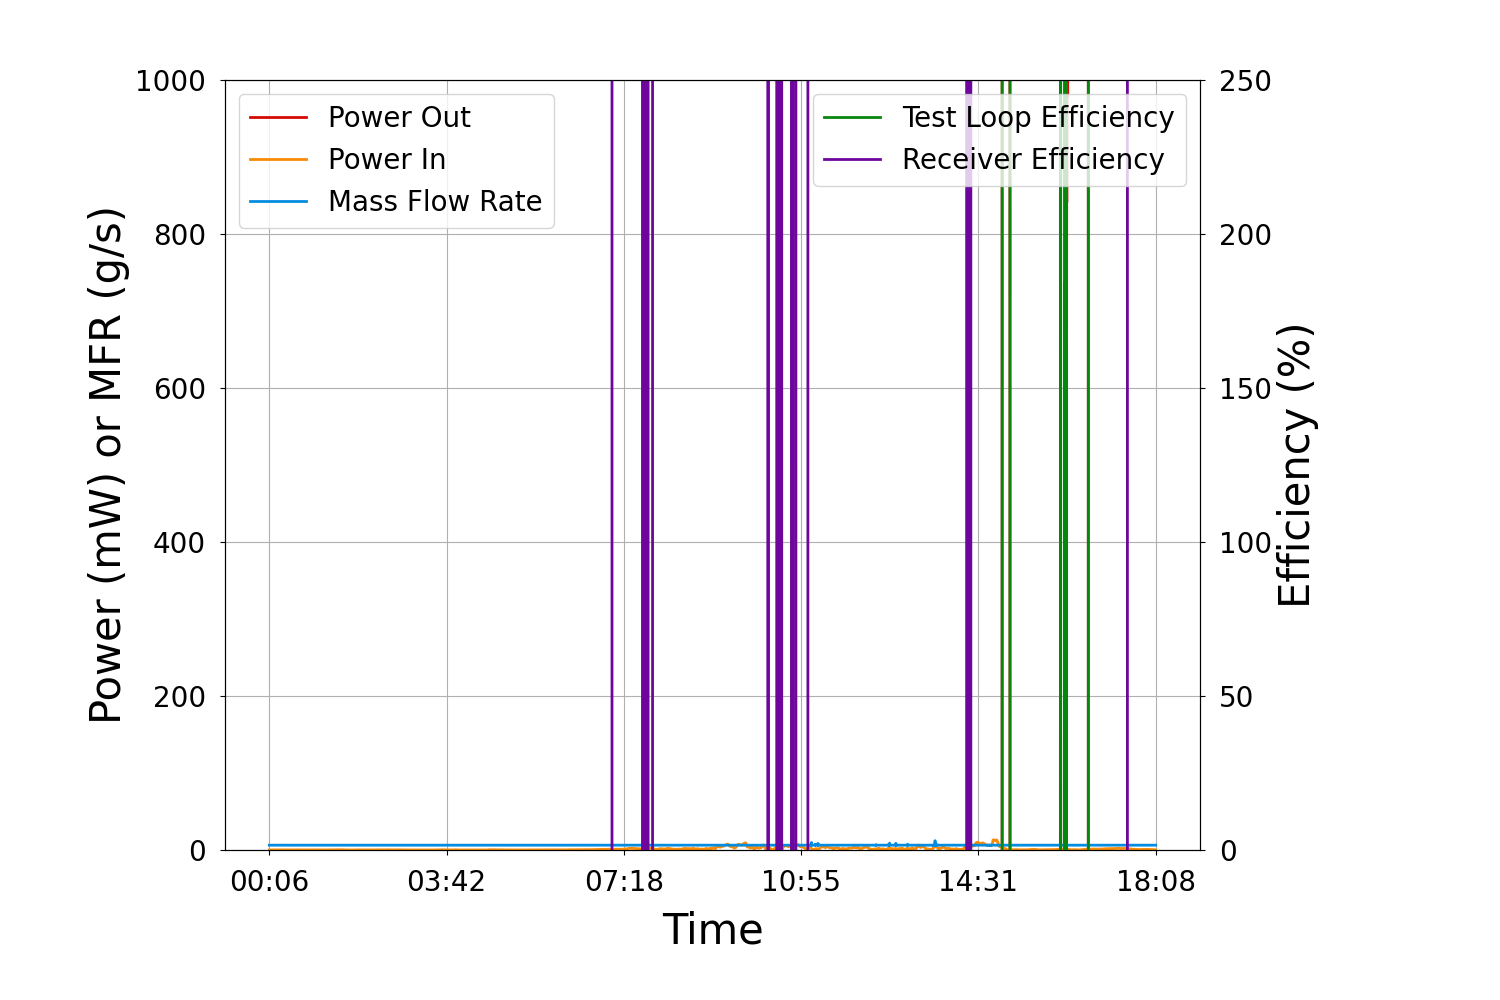 Power Out
Power In
Mass Flow Rate
Test Loop Efficiency
Receiver Efficiency
1000
800
600
400
200
0
Power (mW) or MFR (g/s)
250
200
150
100
50
0
Efficiency (%)
00:06 03:42 07:18 10:55 14:31 18:08
Time